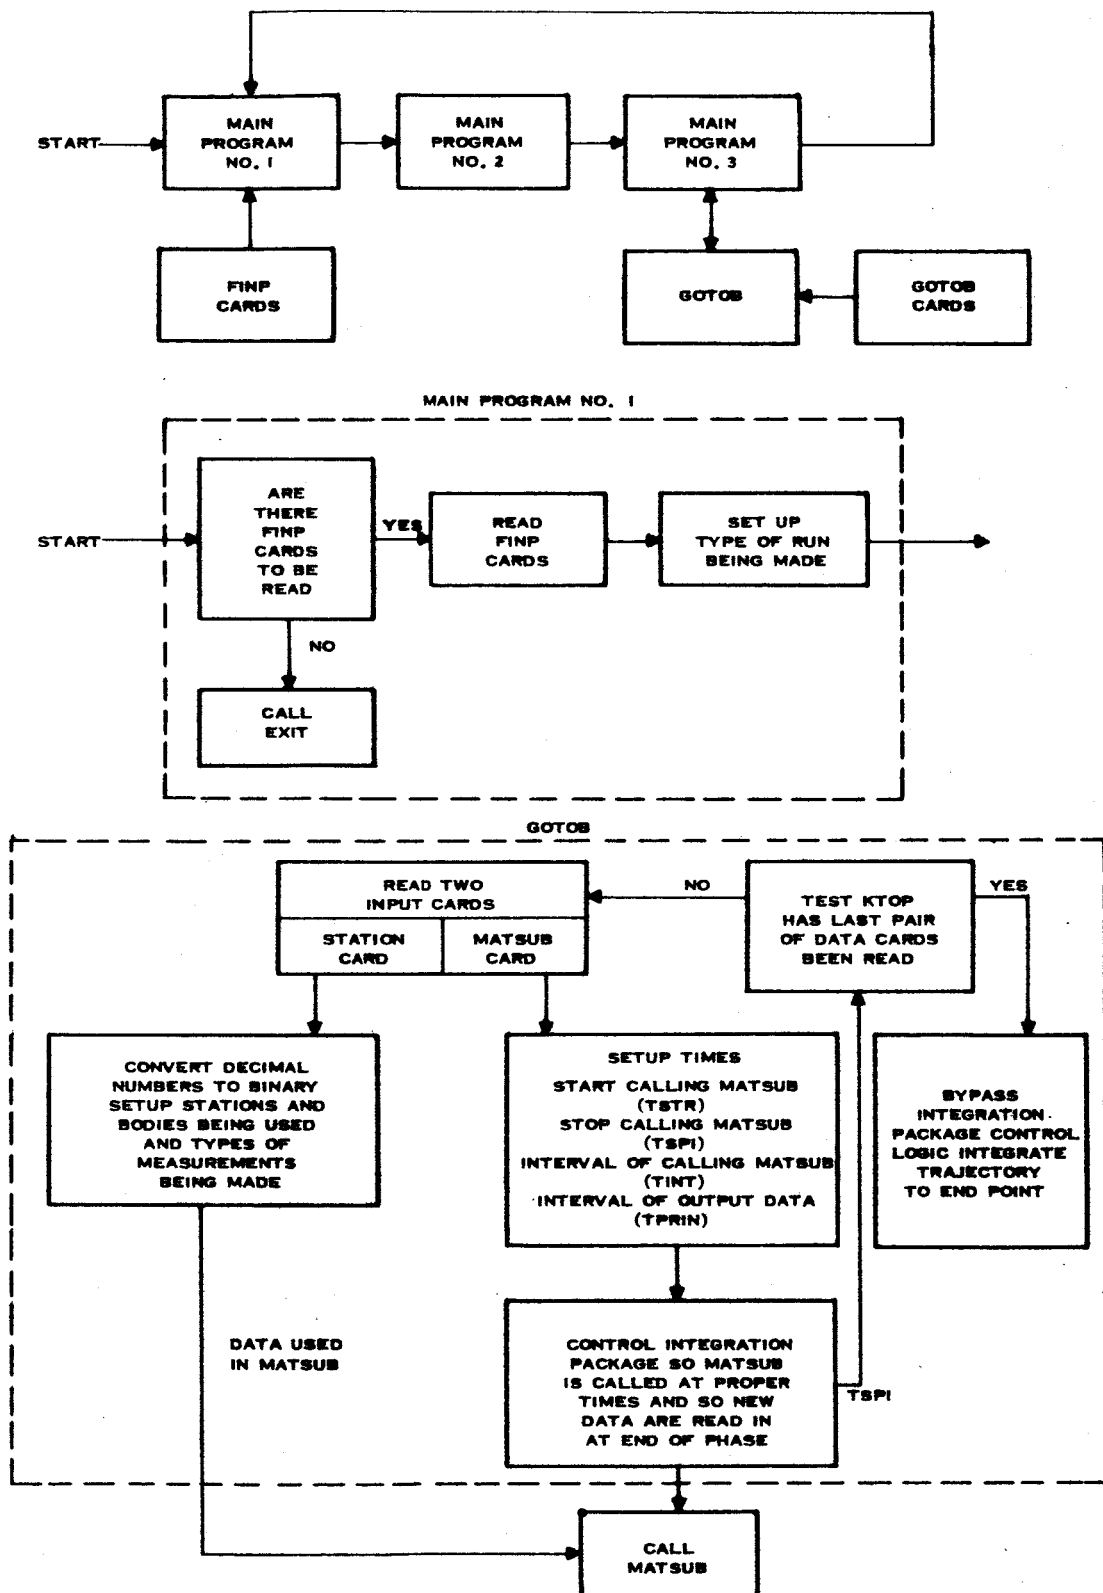 START
MAIN
PROGRAM
NO. 1
MAIN
PROGRAM
NO. 2
MAIN
PROGRAM
NO. 3
FINP
CARDS
GOTOB
GOTOB
CARDS
MAIN PROGRAM NO. 1
START
ARE
THERE
FINP
CARDS
TO BE
READ
YES
READ
FINP
CARDS
SET UP
TYPE OF RUN
BEING MADE
NO
CALL
EXIT
GOTOB
READ TWO
INPUT CARDS
STATION
CARD
MATSUB
CARD
NO
TEST KTOP
HAS LAST PAIR
OF DATA CARDS
BEEN READ
YES
CONVERT DECIMAL
NUMBERS TO BINARY
SETUP STATIONS AND
BODIES BEING USED
AND TYPES OF
MEASUREMENTS
BEING MADE
SETUP TIMES
START CALLING MATSUB
(TSTR)
STOP CALLING MATSUB
(TSPI)
INTERVAL OF CALLING MATSUB
(TINT)
INTERVAL OF OUTPUT DATA
(TPRIN)
BYPASS
INTEGRATION
PACKAGE CONTROL
LOGIC INTEGRATE
TRAJECTORY
TO END POINT
DATA USED
IN MATSUB
CONTROL INTEGRATION
PACKAGE SO MATSUB
IS CALLED AT PROPER
TIMES AND SO NEW
DATA ARE READ IN
AT END OF PHASE
TSPI
CALL
MATSUB